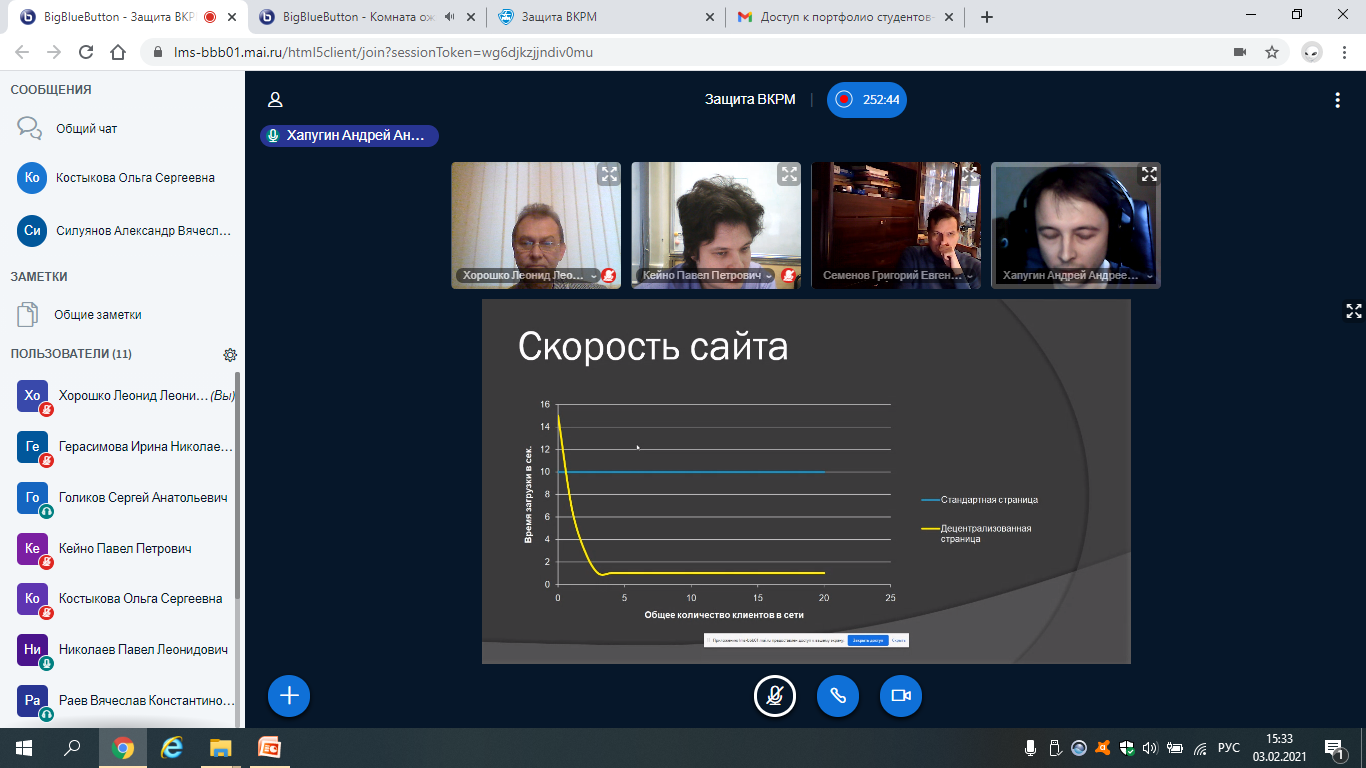 BigBlueButton - Защита ВКР
BigBlueButton - Комната ож
Защита ВКРМ
Доступ к портфолио студентов-
lms-bbb01.mai.ru/html5client/join?sessionToken=wg6djkzjjndiv0mu
СООБЩЕНИЯ
Общий чат
Ко
Костыкова Ольга Сергеевна
Си
Силуянов Александр Вячесл...
ЗАМЕТКИ
Общие заметки
ПОЛЬЗОВАТЕЛИ (11)
Хо
Хорошко Леонид Леони... (Вы)
Ге
Герасимова Ирина Николае...
Го
Голиков Сергей Анатольевич
Ке
Кейно Павел Петрович
Ко
Костыкова Ольга Сергеевна
Ни
Николаев Павел Леонидович
Ра
Раев Вячеслав Константино...
Защита ВКРМ
252:44
Хапугин Андрей Ан...
Хорошко Леонид Лео...
Кейно Павел Петрович
Семенов Григорий Евген...
Хапугин Андрей Андрее...
Скорость сайта
Время загрузки в сек.
16
14
12
10
8
6
4
2
0
0 5 10 15 20 25
Общее количество клиентов в сети
Стандартная страница
Децентрализованная
страница
Закрыть доступ
Скрыть
РУС
15:33
03.02.2021
1